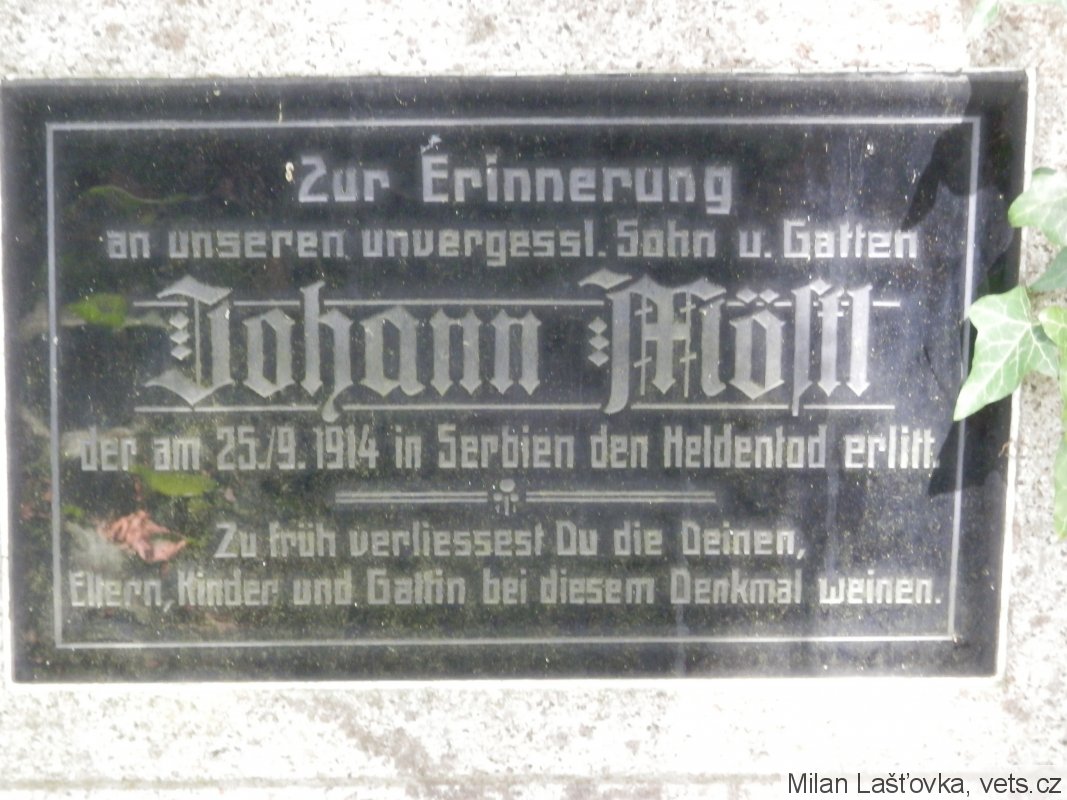 Zur Erinnerung
an unseren unvergessl. Sohn u. Gatten
Johann Möstl
der am 25./9. 1914 in Serbien den Heldentod erlitt.
Zu früh verliessest Du die Deinen,
Eltern, Kinder und Gattin bei diesem Denkmal weinen.
Milan Lašťovka, vets.cz